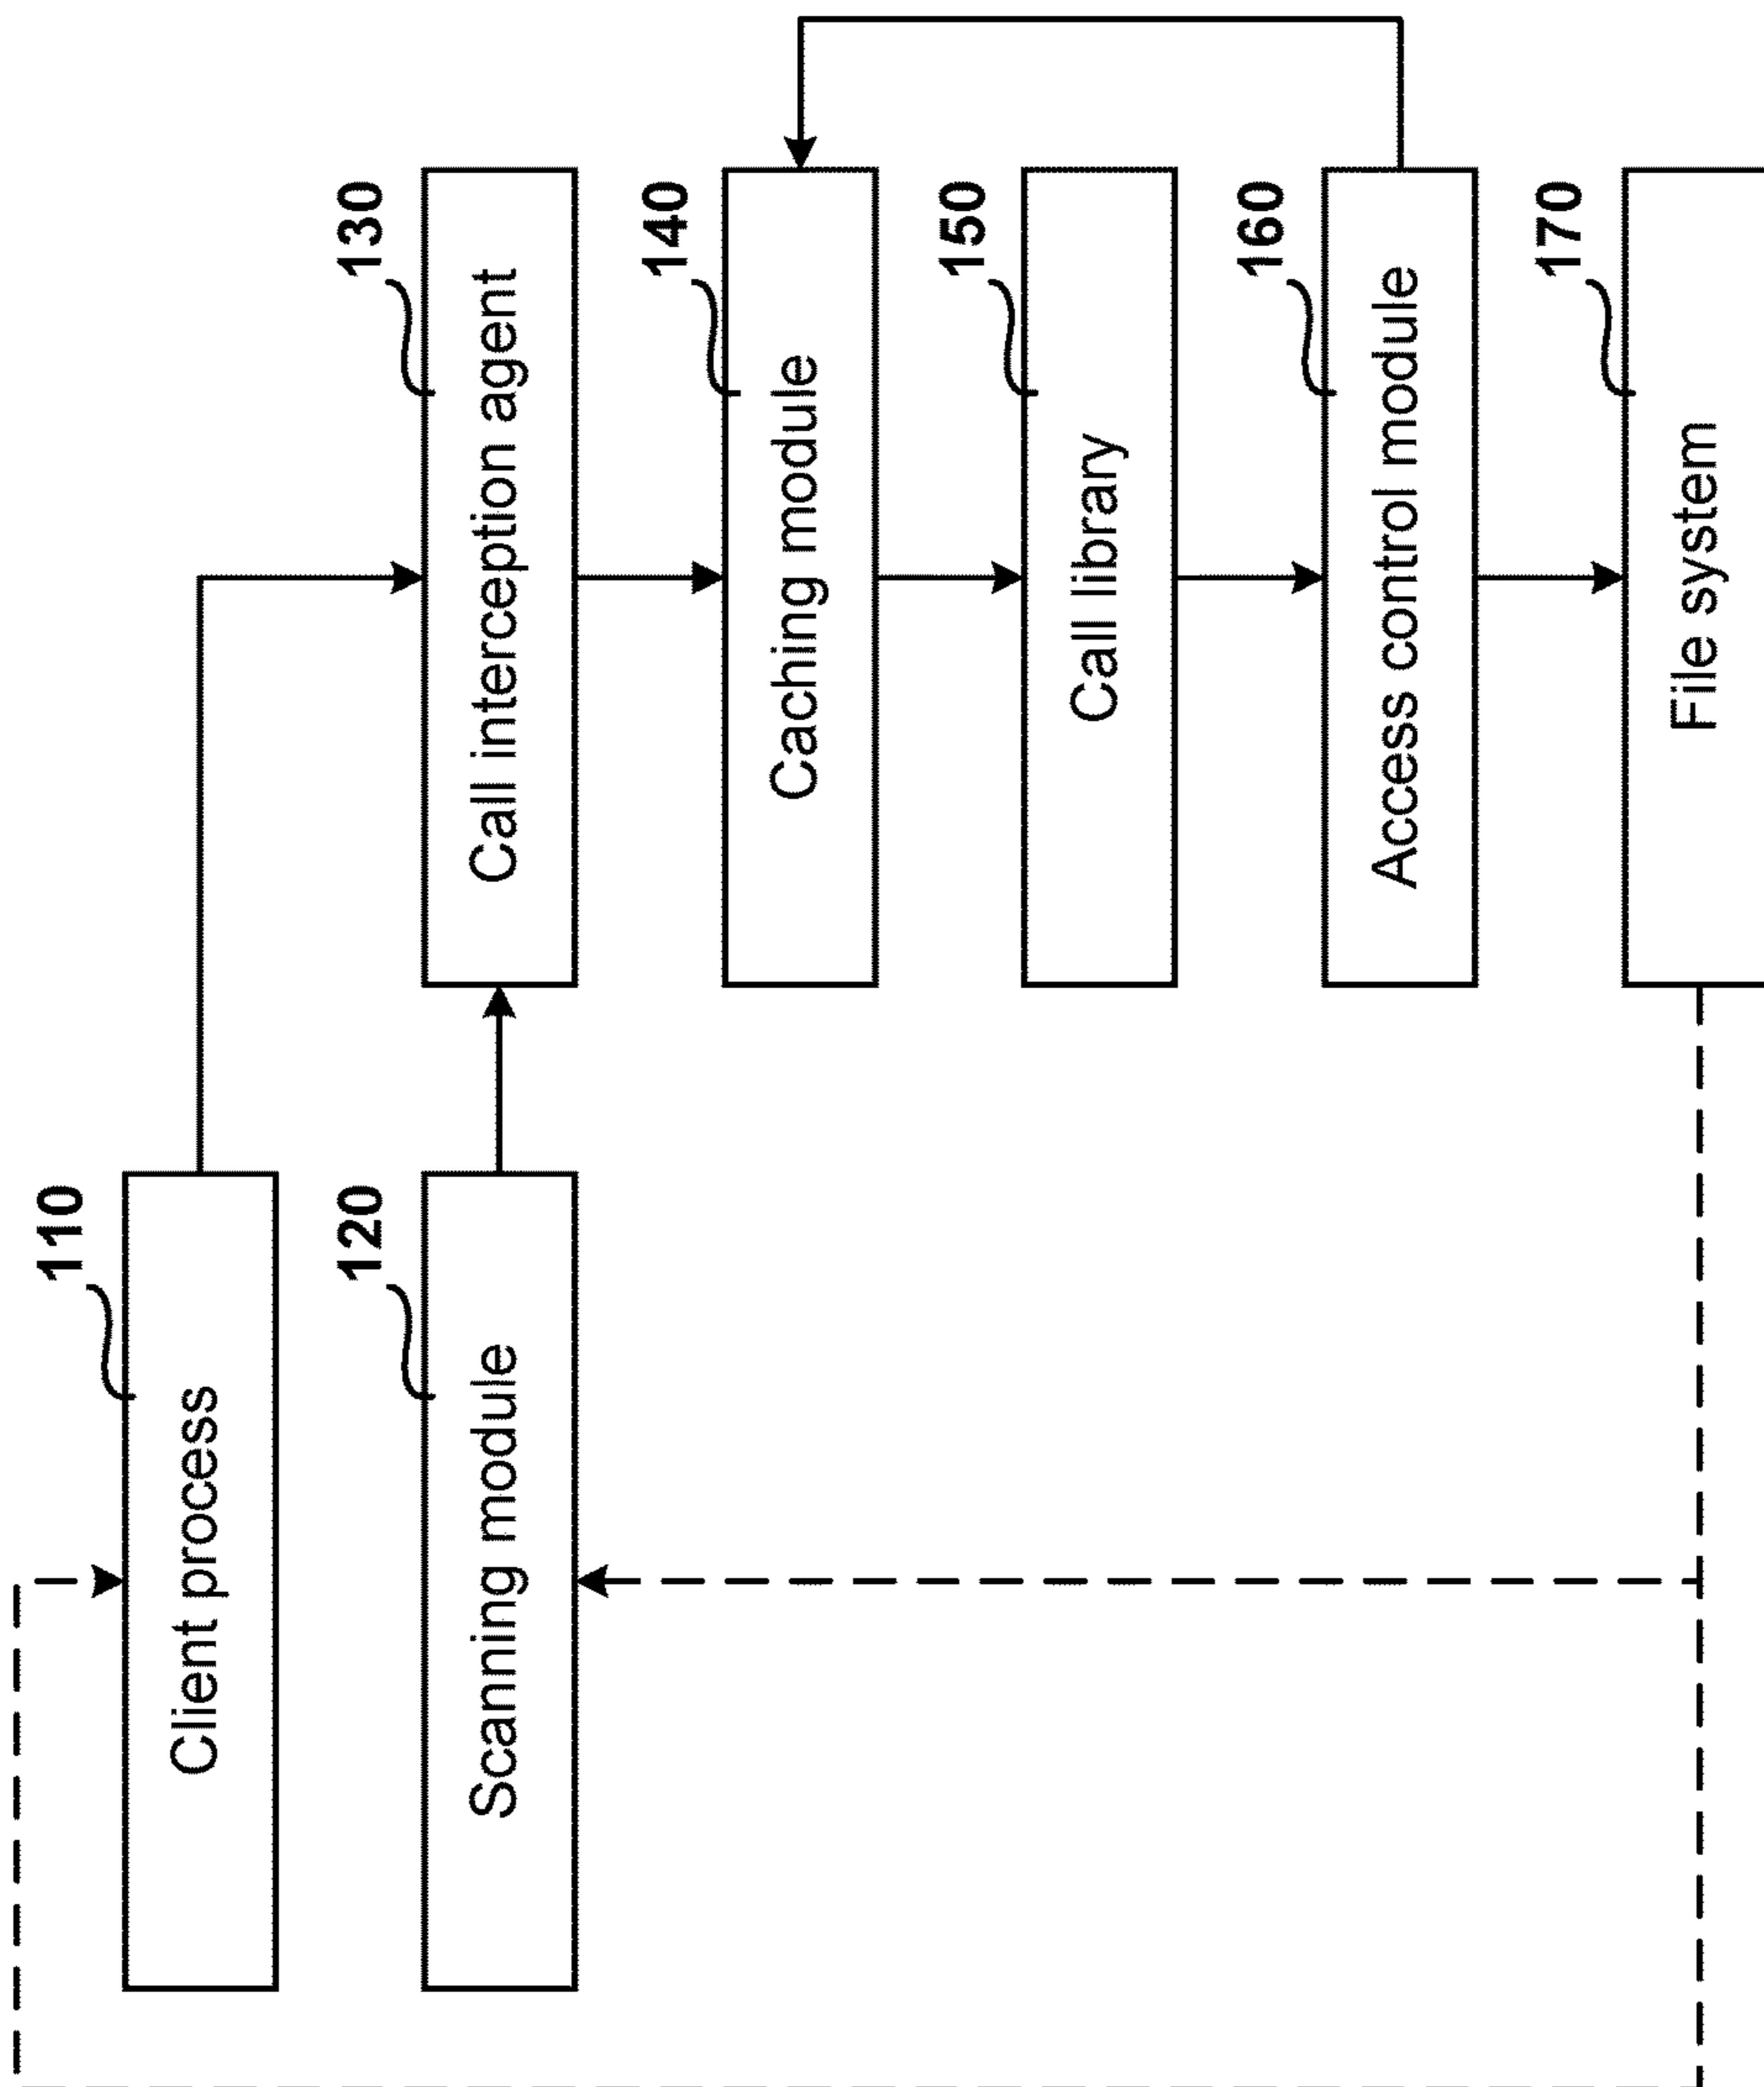 110
Client process
120
Scanning module
130
Call interception agent
140
Caching module
150
Call library
160
Access control module
170
File system